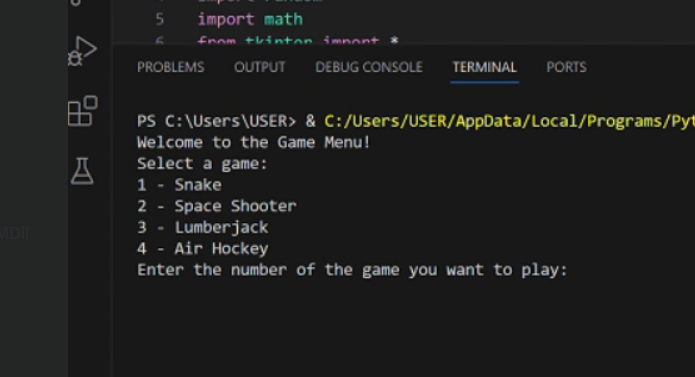 5 import math
6 from tkinter import *
PROBLEMS OUTPUT DEBUG CONSOLE TERMINAL PORTS
PS C:\Users\USER> & C:/Users/USER/AppData/Local/Programs/Pyt
Welcome to the Game Menu!
Select a game:
1 - Snake
2 - Space Shooter
3 - Lumberjack
4 - Air Hockey
Enter the number of the game you want to play: